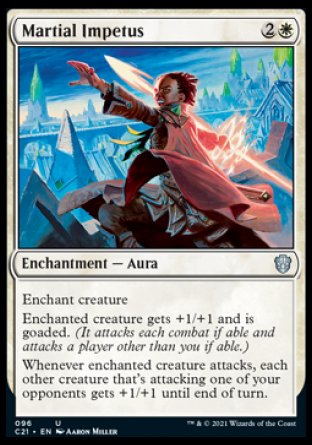 Martial Impetus 2
Enchantment — Aura
Enchant creature
Enchanted creature gets +1/+1 and is
goaded. (It attacks each combat if able and
attacks a player other than you if able.)
Whenever enchanted creature attacks, each
other creature that's attacking one of your
opponents gets +1/+1 until end of turn.
096 U
C21 • EN Aaron Miller ™ & © 2021 Wizards of the Coast